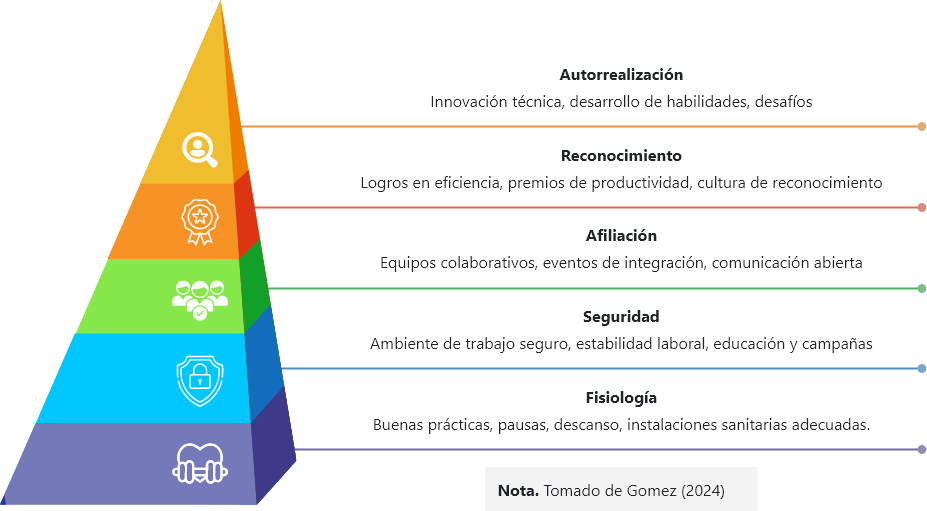 Autorrealización
Innovación técnica, desarrollo de habilidades, desafíos
Reconocimiento
Logros en eficiencia, premios de productividad, cultura de reconocimiento
Afiliación
Equipos colaborativos, eventos de integración, comunicación abierta
Seguridad
Ambiente de trabajo seguro, estabilidad laboral, educación y campañas
Fisiología
Buenas prácticas, pausas, descanso, instalaciones sanitarias adecuadas.
Nota. Tomado de Gomez (2024)